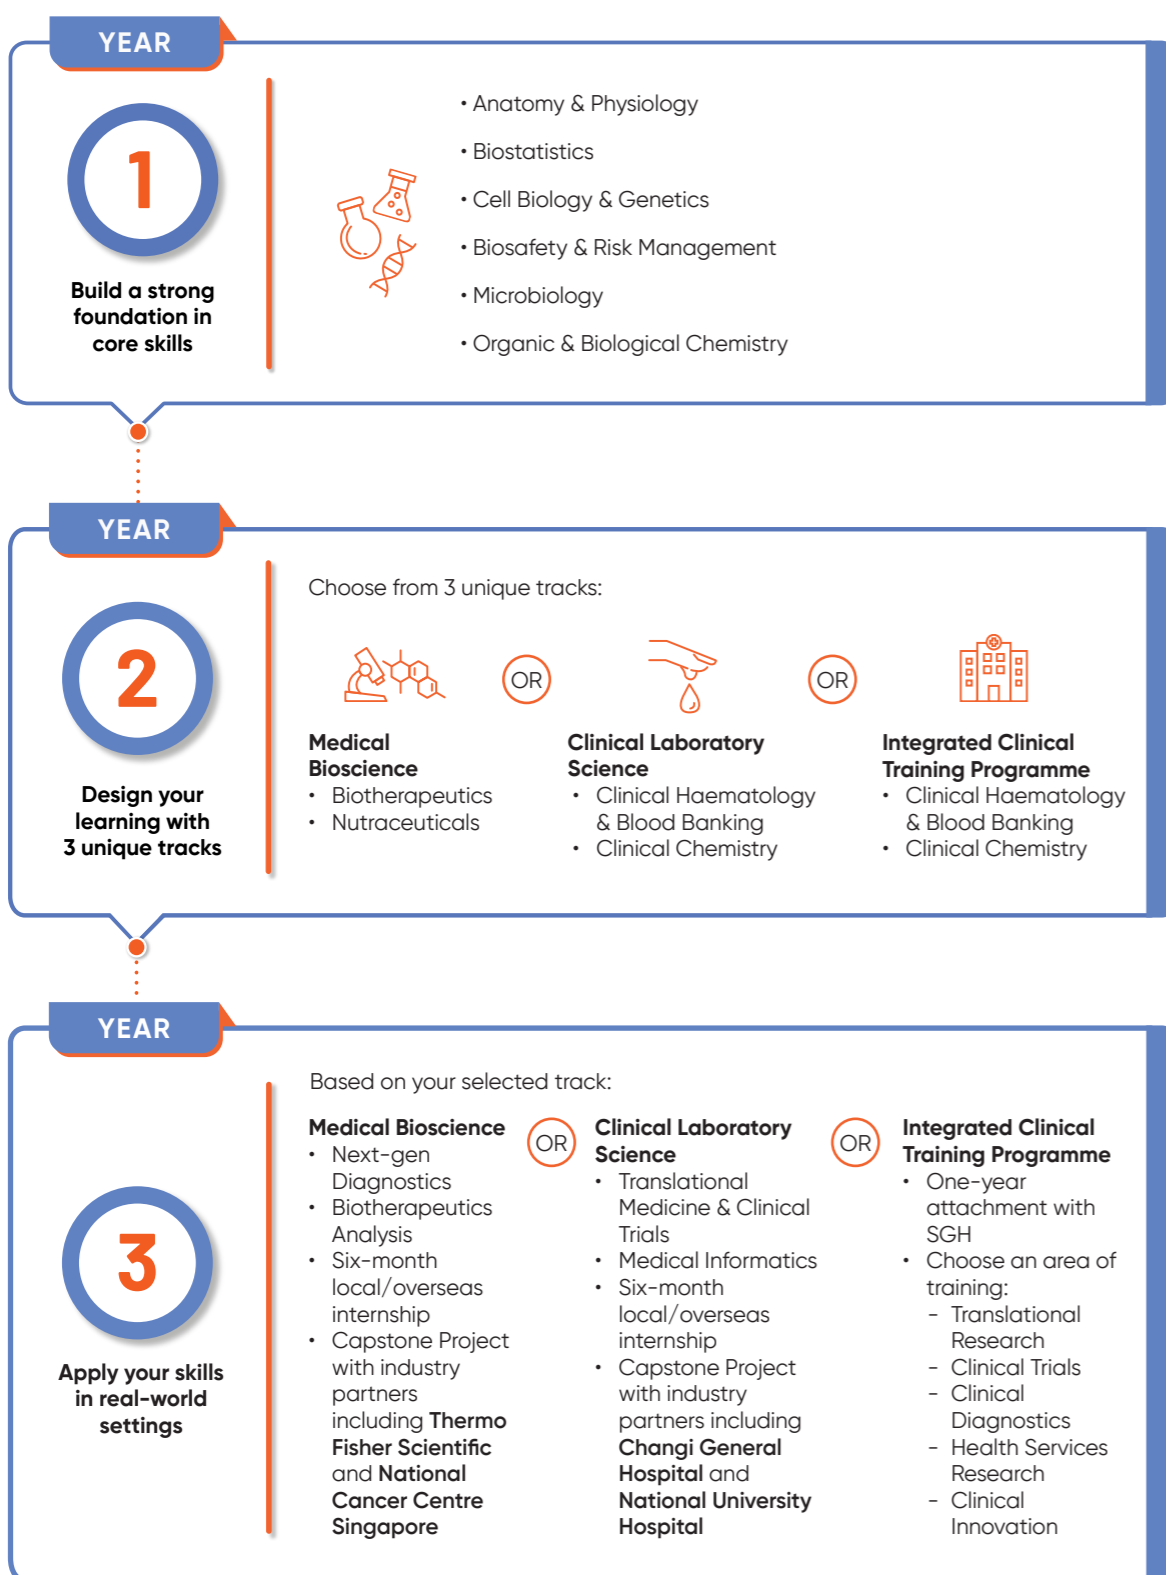 YEAR
1
Build a strong
foundation in
core skills
• Anatomy & Physiology
• Biostatistics
• Cell Biology & Genetics
• Biosafety & Risk Management
• Microbiology
• Organic & Biological Chemistry
YEAR
2
Design your
learning with
3 unique tracks
Choose from 3 unique tracks:
OR
OR
Medical
Bioscience
• Biotherapeutics
• Nutraceuticals
Clinical Laboratory
Science
• Clinical Haematology
& Blood Banking
• Clinical Chemistry
Integrated Clinical
Training Programme
• Clinical Haematology
& Blood Banking
• Clinical Chemistry
YEAR
3
Apply your skills
in real-world
settings
Based on your selected track:
Medical Bioscience
• Next-gen
Diagnostics
• Biotherapeutics
Analysis
• Six-month
local/overseas
internship
• Capstone Project
with industry
partners
including Thermo
Fisher Scientific
and National
Cancer Centre
Singapore
OR
Clinical Laboratory
Science
• Translational
Medicine & Clinical
Trials
• Medical Informatics
• Six-month
local/overseas
internship
• Capstone Project
with industry
partners including
Changi General
Hospital and
National University
Hospital
OR
Integrated Clinical
Training Programme
• One-year
attachment with
SGH
• Choose an area of
training:
- Translational
Research
- Clinical Trials
- Clinical
Diagnostics
- Health Services
Research
- Clinical
Innovation